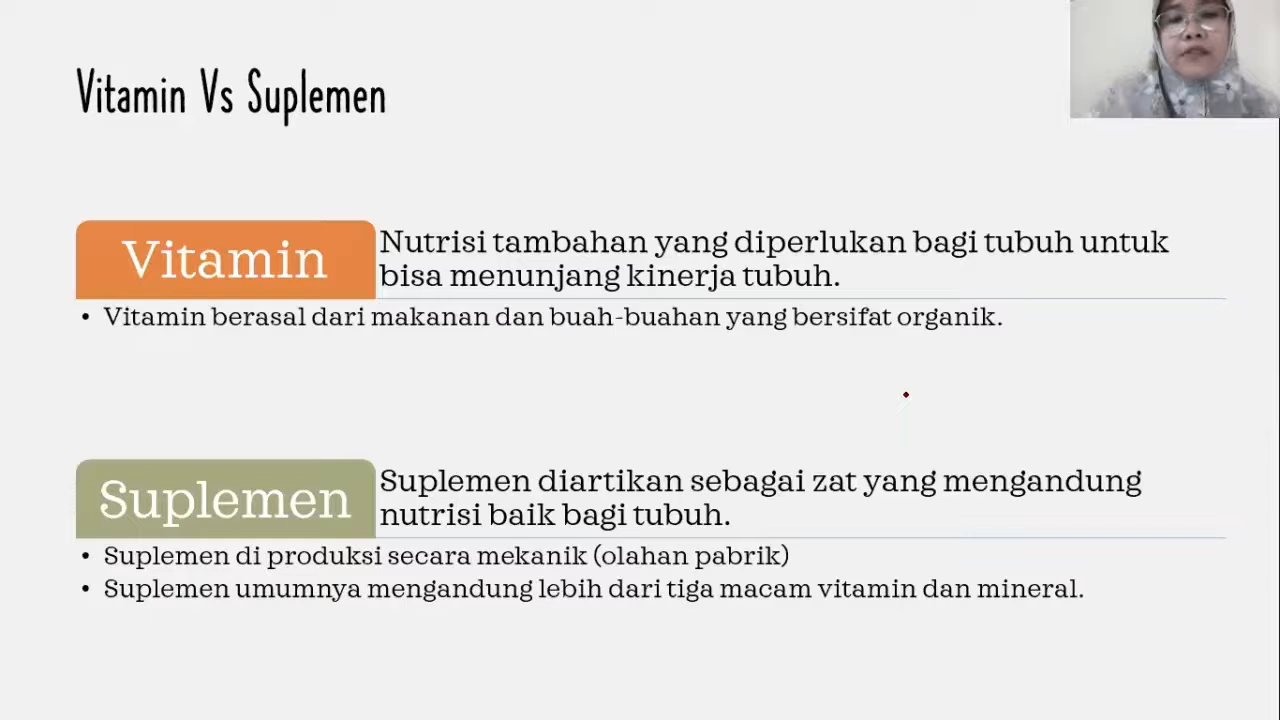 Vitamin Vs Suplemen
Vitamin
Nutrisi tambahan yang diperlukan bagi tubuh untuk
bisa menunjang kinerja tubuh.
• Vitamin berasal dari makanan dan buah-buahan yang bersifat organik.
Suplemen
Suplemen diartikan sebagai zat yang mengandung
nutrisi baik bagi tubuh.
• Suplemen di produksi secara mekanik (olahan pabrik)
• Suplemen umumnya mengandung lebih dari tiga macam vitamin dan mineral.